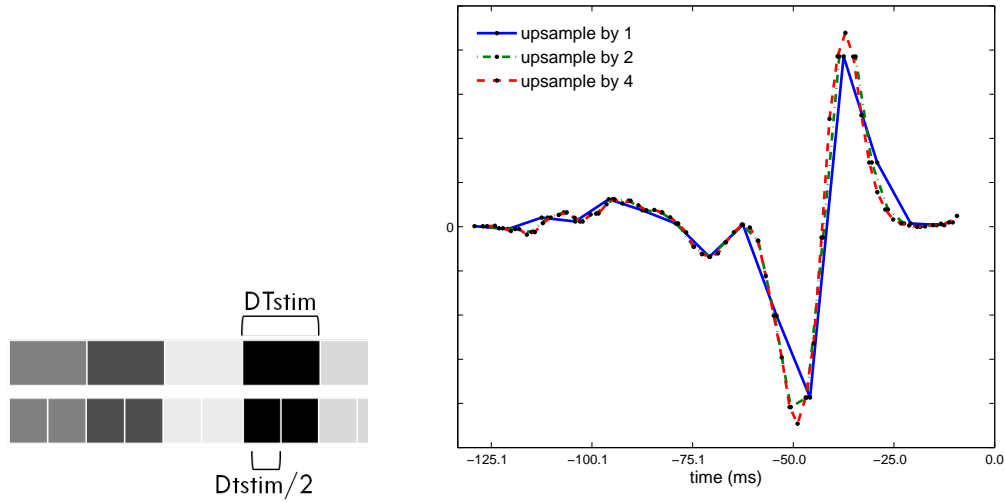 DTstim
Dtstim/2
upsample by 1
upsample by 2
upsample by 4
0
−125.1 −100.1 −75.1 −50.0 −25.0 0.0
time (ms)